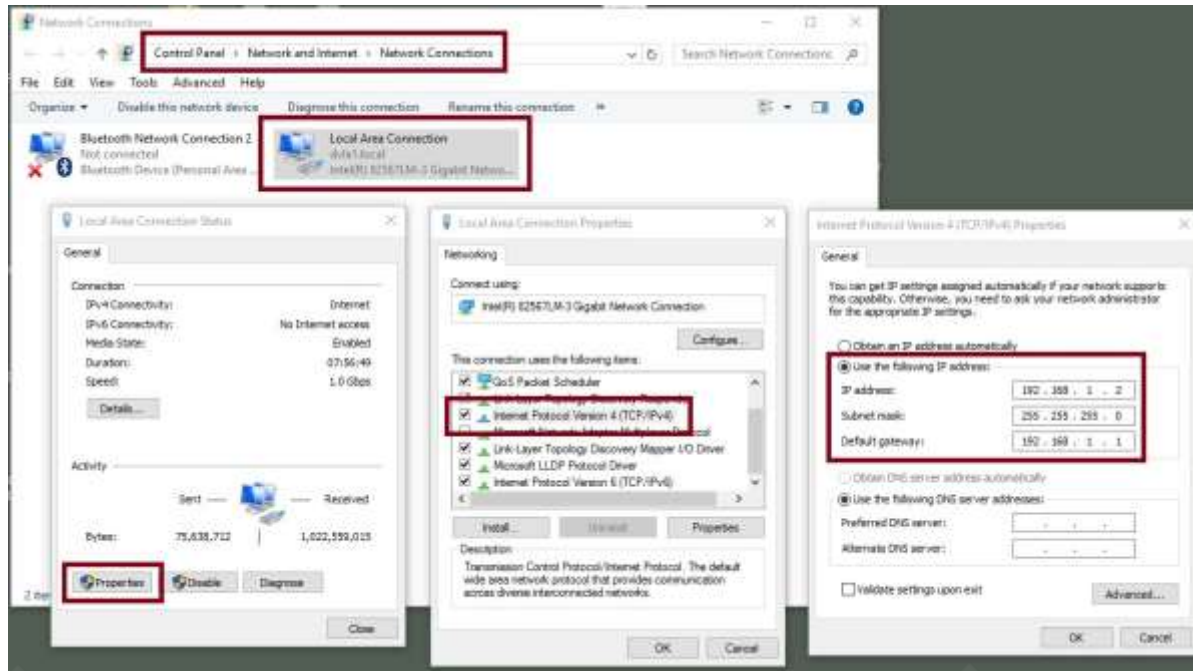 Network Connections
Control Panel › Network and Internet › Network Connections
Search Network Connections
File Edit View Tools Advanced Help
Organize Disable this network device Diagnose this connection Rename this connection »
Bluetooth Network Connection 2
Not connected
Bluetooth Device (Personal Area ...
Local Area Connection
Intel(R) 82567LM-3 Gigabit Networ...
Local Area Connection Status
General
Connection
IPv4 Connectivity: Internet
IPv6 Connectivity: No Internet access
Media State: Enabled
Duration: 07:56:49
Speed: 1.0 Gbps
Details...
Activity
Sent Received
Bytes: 75,638,712 1,022,559,015
Properties Disable Diagnose
Close
Local Area Connection Properties
Networking
Connect using:
Intel(R) 82567LM-3 Gigabit Network Connection
Configure...
This connection uses the following items:
QoS Packet Scheduler
Internet Protocol Version 4 (TCP/IPv4)
Link-Layer Topology Discovery Mapper I/O Driver
Microsoft LLDP Protocol Driver
Internet Protocol Version 6 (TCP/IPv6)
Install... Uninstall Properties
Description
Transmission Control Protocol/Internet Protocol. The default
wide area network protocol that provides communication
across diverse interconnected networks.
OK Cancel
Internet Protocol Version 4 (TCP/IPv4) Properties
General
You can get IP settings assigned automatically if your network supports
this capability. Otherwise, you need to ask your network administrator
for the appropriate IP settings.
Obtain an IP address automatically
Use the following IP address:
IP address: 192 . 168 . 1 . 2
Subnet mask: 255 . 255 . 255 . 0
Default gateway: 192 . 168 . 1 . 1
Obtain DNS server address automatically
Use the following DNS server addresses:
Preferred DNS server: . . .
Alternate DNS server: . . .
Validate settings upon exit
Advanced...
OK Cancel